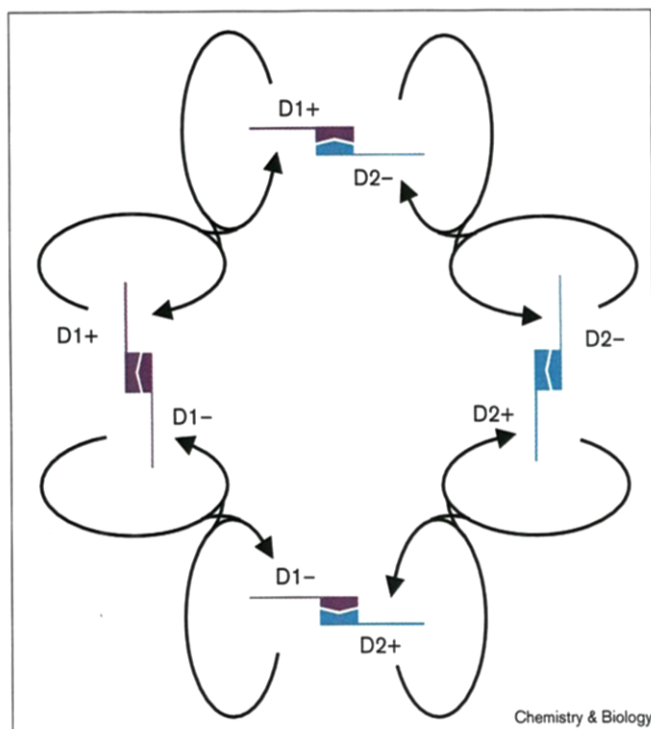 D1+
D2–
D1+
D2–
D1–
D2+
D1–
D2+
Chemistry & Biology